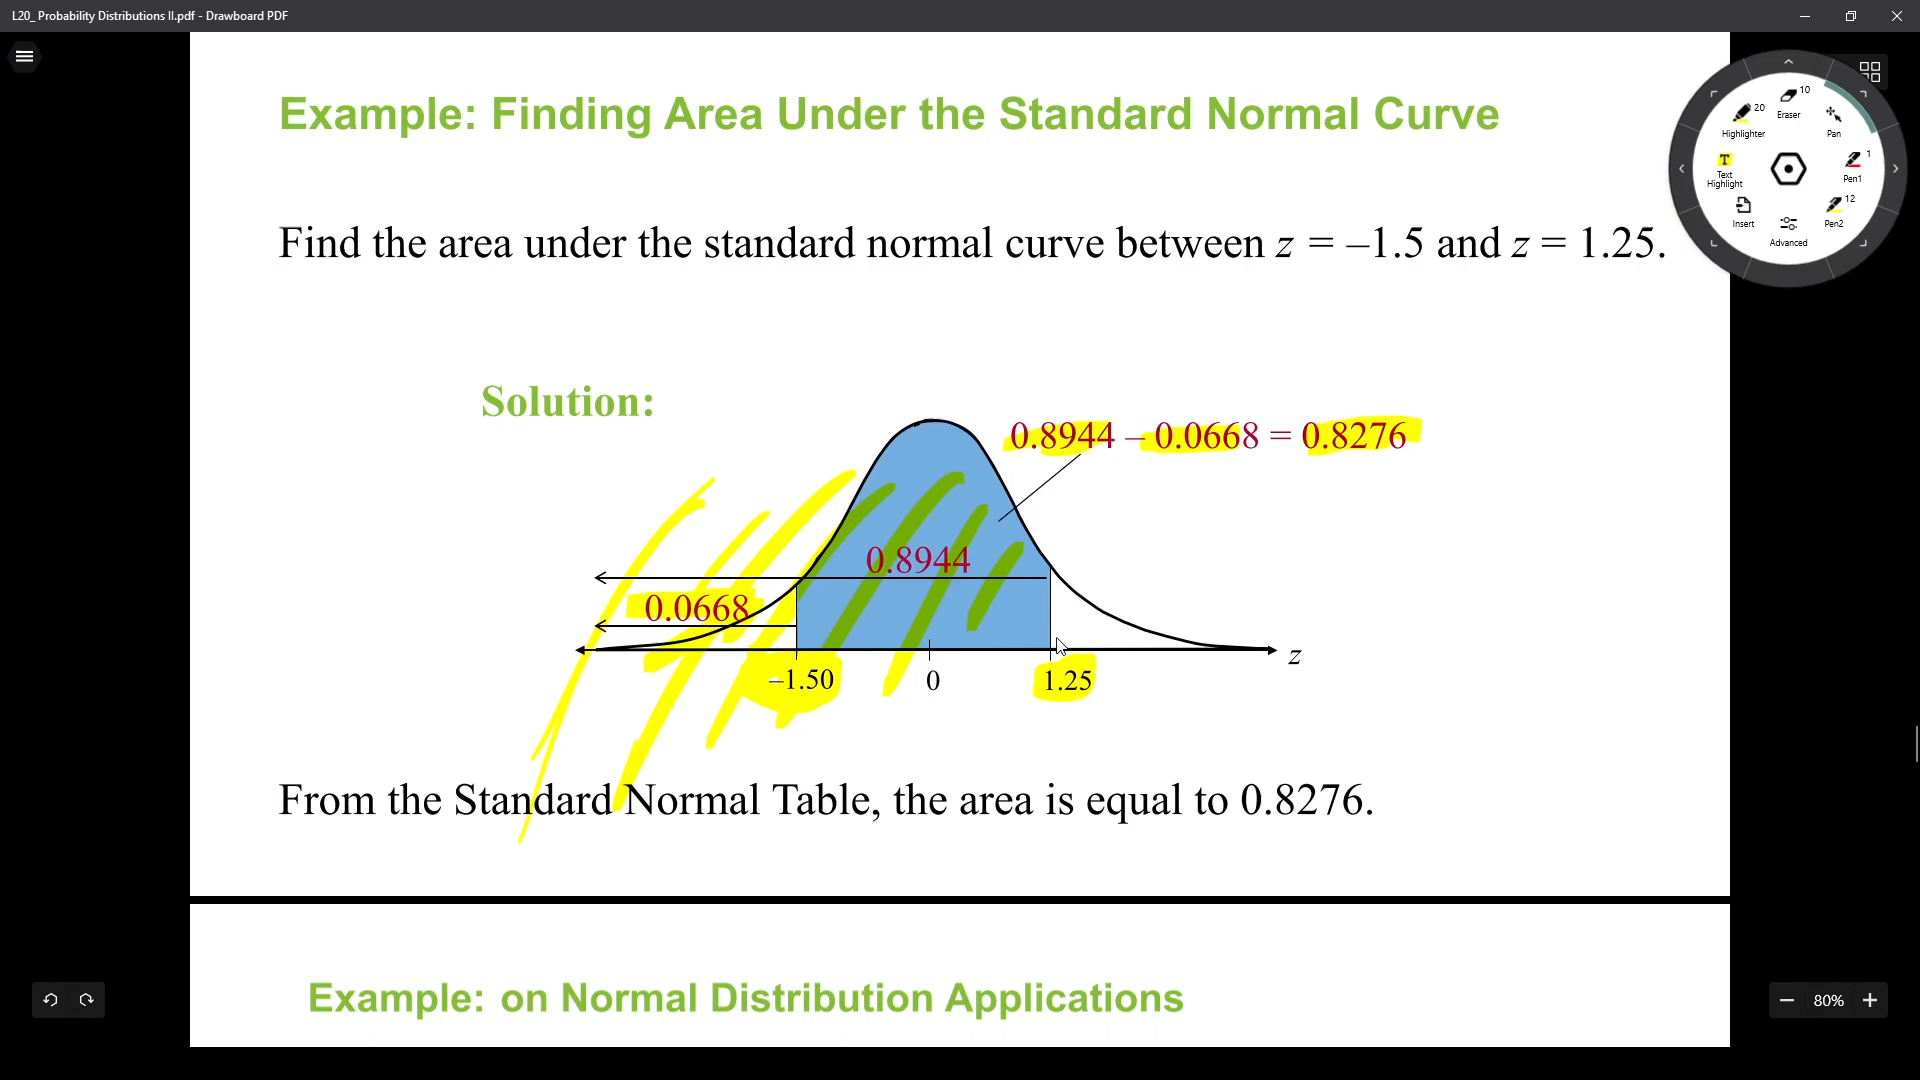 L20_ Probability Distributions II.pdf - Drawboard PDF
Example: Finding Area Under the Standard Normal Curve
20
Highlighter
10
Eraser
Pan
T
Text
Highlight
1
Pen1
Insert
12
Pen2
Advanced
Find the area under the standard normal curve between z = –1.5 and z = 1.25.
Solution:
0.8944 – 0.0668 = 0.8276
0.8944
0.0668
–1.50
0
1.25
z
From the Standard Normal Table, the area is equal to 0.8276.
Example: on Normal Distribution Applications
80%